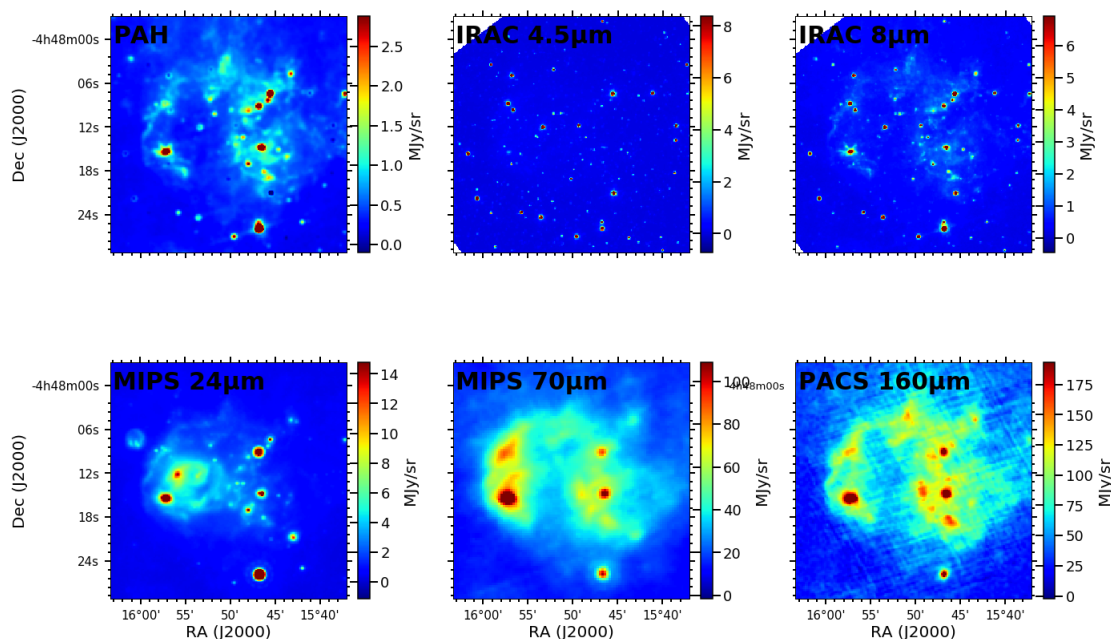 PAH
IRAC 4.5μm
IRAC 8μm
-4h48m00s
06s
12s
18s
24s
Dec (J2000)
2.5
2.0
1.5
1.0
0.5
0.0
MJy/sr
8
6
4
2
0
MJy/sr
6
5
4
3
2
1
0
MJy/sr
MIPS 24μm
MIPS 70μm
PACS 160μm
-4h48m00s
06s
12s
18s
24s
Dec (J2000)
14
12
10
8
6
4
2
0
MJy/sr
100
80
60
40
20
0
MJy/sr
-4h48m00s
175
150
125
100
75
50
25
0
MJy/sr
16°00' 55' 50' 45' 15°40'
16°00' 55' 50' 45' 15°40'
16°00' 55' 50' 45' 15°40'
RA (J2000)
RA (J2000)
RA (J2000)